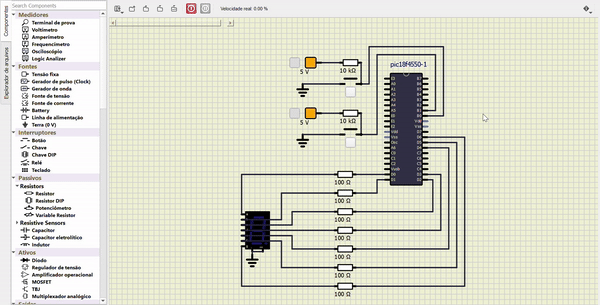 Search Components
Velocidade real: 0.00 %
Componentes
Explorador de arquivos
Medidores
Terminal de prova
Voltímetro
Amperímetro
Frequencímetro
Osciloscópio
Logic Analizer
Fontes
Tensão fixa
Gerador de pulso (Clock)
Gerador de onda
Fonte de tensão
Fonte de corrente
Battery
Linha de alimentação
Terra (0 V)
Interruptores
Botão
Chave
Chave DIP
Relé
Teclado
Passivos
Resistors
Resistor
Resistor DIP
Potenciômetro
Variable Resistor
Resistive Sensors
Capacitor
Capacitor eletrolítico
Indutor
Ativos
Diodo
Regulador de tensão
Amplificador operacional
MOSFET
TBJ
Multiplexador analógico
pic18f4550-1
5 V
10 kΩ
5 V
10 kΩ
100 Ω
100 Ω
100 Ω
100 Ω
100 Ω
100 Ω
100 Ω